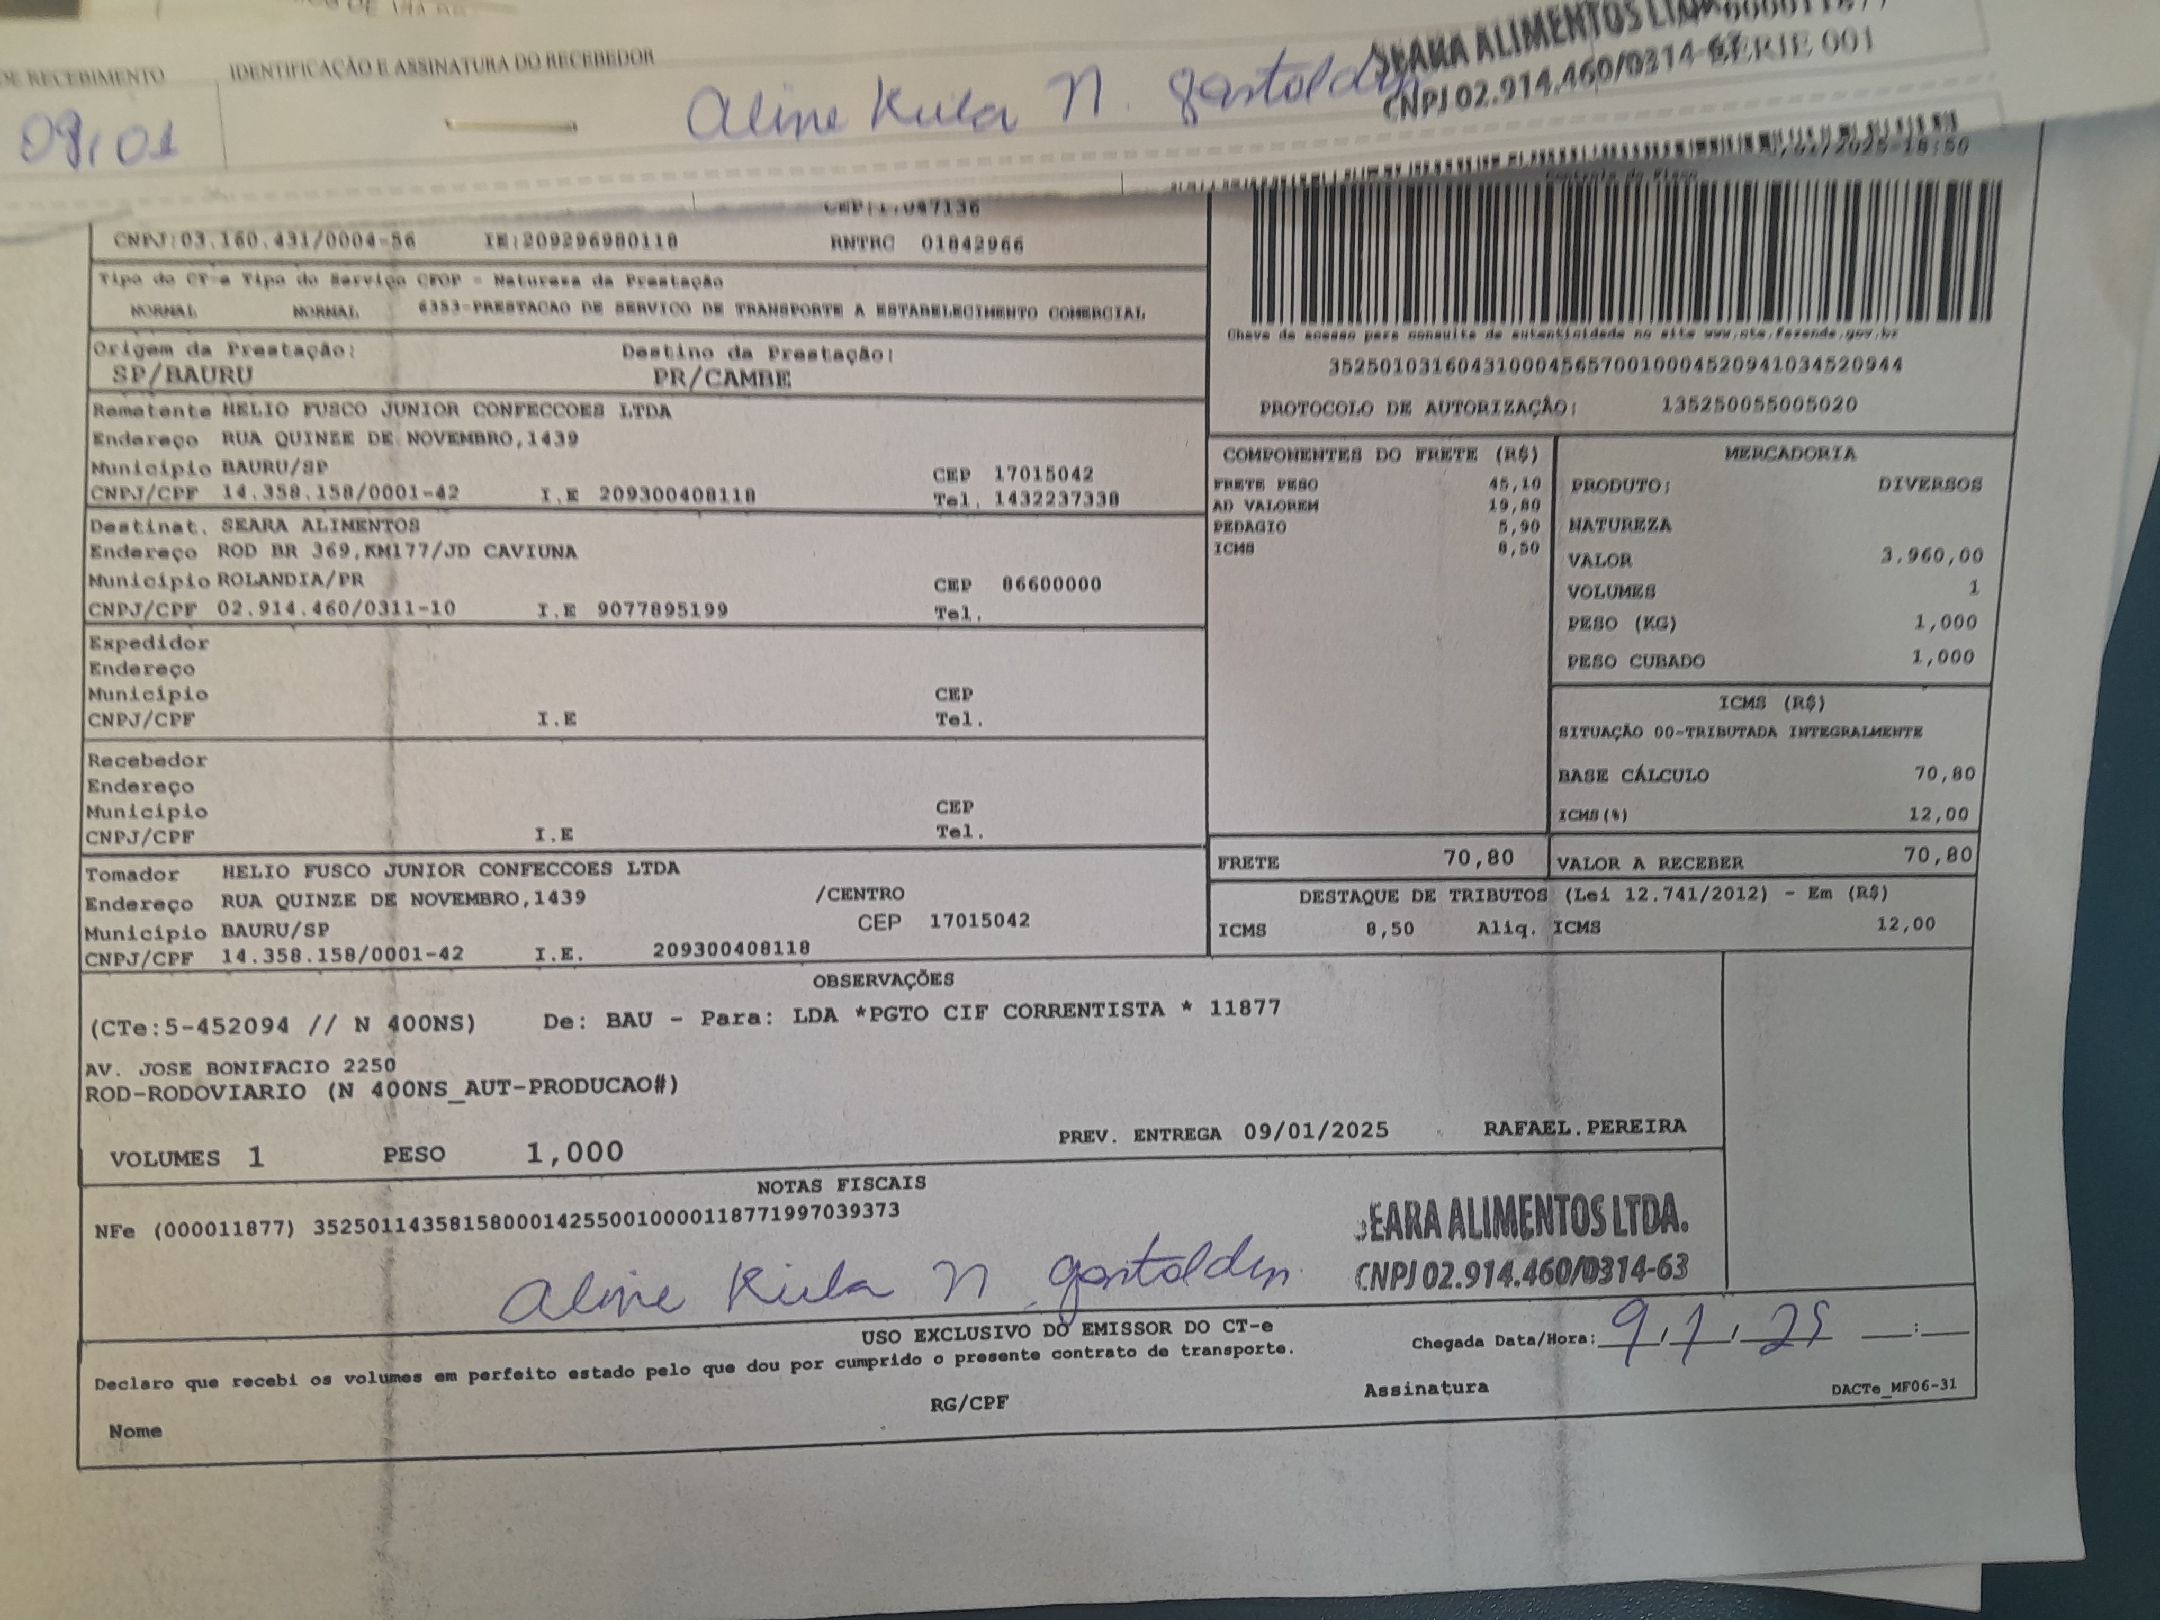 DE RECEBIMENTO
IDENTIFICAÇÃO E ASSINATURA DO RECEBEDOR
SEARA ALIMENTOS LTDA 000011877
CNPJ 02.914.460/0314-63 SÉRIE 001
09/01
Aline Kiela N.
CNPJ:03.160.431/0004-56 IE:209296980118 RNTRC 01842966
Tipo do CT-e Tipo do Serviço CFOP - Natureza da Prestação
NORMAL NORMAL 6353-PRESTACAO DE SERVICO DE TRANSPORTE A ESTABELECIMENTO COMERCIAL
Chave de acesso para consulta de autenticidade no site www.cte.fazenda.gov.br
35250103160431000456570010004520941034520944
PROTOCOLO DE AUTORIZAÇÃO: 135250055005020
Origem da Prestação: Destino da Prestação:
SP/BAURU PR/CAMBE
Remetente HELIO FUSCO JUNIOR CONFECCOES LTDA
Endereço RUA QUINZE DE NOVEMBRO,1439
Município BAURU/SP CEP 17015042
CNPJ/CPF 14.358.158/0001-42 I.E 209300408118 Tel. 1432237338
Destinat. SEARA ALIMENTOS
Endereço ROD BR 369,KM177/JD CAVIUNA
Município ROLANDIA/PR CEP 86600000
CNPJ/CPF 02.914.460/0311-10 I.E 9077895199 Tel.
Expedidor
Endereço
Município CEP
CNPJ/CPF I.E Tel.
Recebedor
Endereço
Município CEP
CNPJ/CPF I.E Tel.
Tomador HELIO FUSCO JUNIOR CONFECCOES LTDA
Endereço RUA QUINZE DE NOVEMBRO,1439 /CENTRO
Município BAURU/SP CEP 17015042
CNPJ/CPF 14.358.158/0001-42 I.E. 209300408118
COMPONENTES DO FRETE (R$)
FRETE PESO 45,10
AD VALOREM 19,80
PEDAGIO 5,90
ICMS 8,50
MERCADORIA
PRODUTO: DIVERSOS
NATUREZA
VALOR 3.960,00
VOLUMES 1
PESO (KG) 1,000
PESO CUBADO 1,000
ICMS (R$)
SITUAÇÃO 00-TRIBUTADA INTEGRALMENTE
BASE CÁLCULO 70,80
ICMS(%) 12,00
FRETE 70,80 VALOR A RECEBER 70,80
DESTAQUE DE TRIBUTOS (Lei 12.741/2012) - Em (R$)
ICMS 8,50 Aliq. ICMS 12,00
OBSERVAÇÕES
(CTe:5-452094 // N 400NS) De: BAU - Para: LDA *PGTO CIF CORRENTISTA * 11877
AV. JOSE BONIFACIO 2250
ROD-RODOVIARIO (N 400NS_AUT-PRODUCAO#)
PREV. ENTREGA 09/01/2025 RAFAEL.PEREIRA
VOLUMES 1 PESO 1,000
NOTAS FISCAIS
NFe (000011877) 35250114358158000142550010000118771997039373
SEARA ALIMENTOS LTDA.
CNPJ 02.914.460/0314-63
Aline Kiela N.
USO EXCLUSIVO DO EMISSOR DO CT-e
Chegada Data/Hora: 9/1/25 __:__
Declaro que recebi os volumes em perfeito estado pelo que dou por cumprido o presente contrato de transporte.
Nome RG/CPF Assinatura DACTe_MF06-31